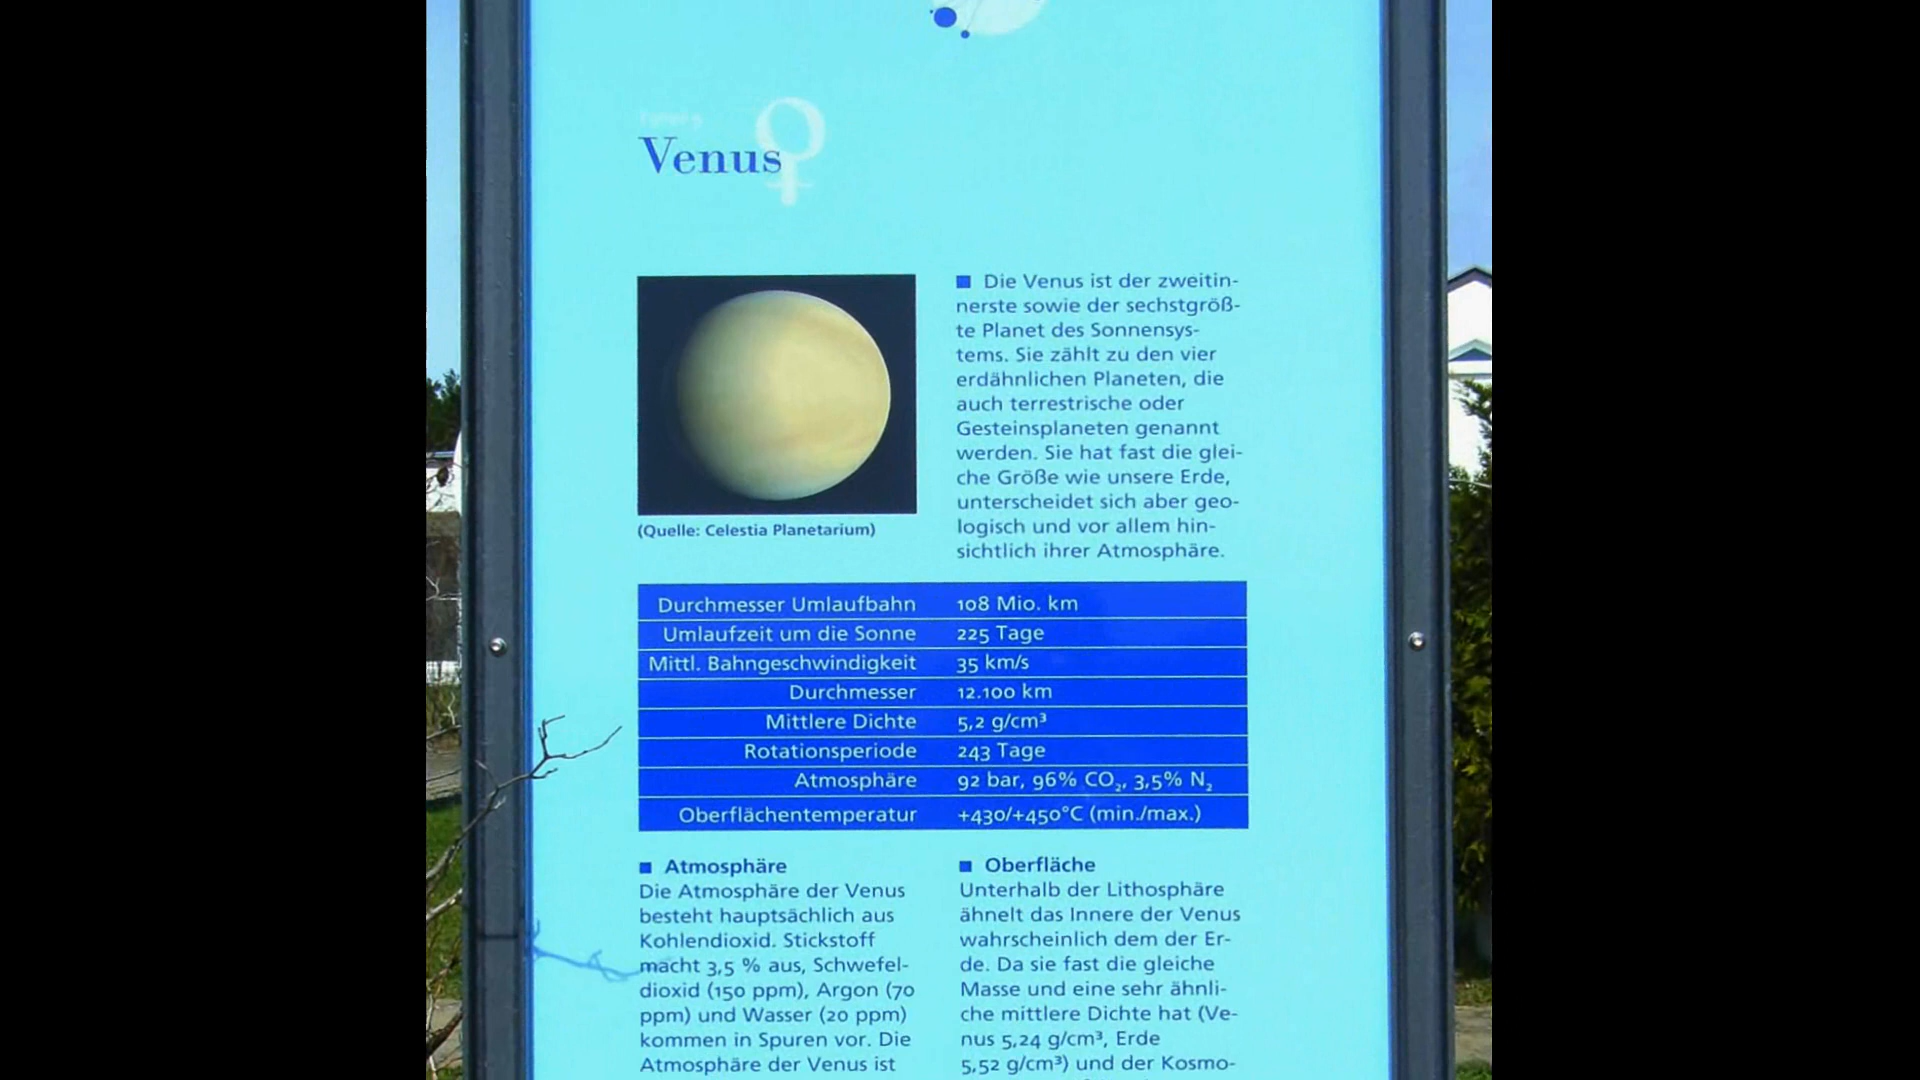 Venus
Die Venus ist der zweitin-
nerste sowie der sechstgröß-
te Planet des Sonnensys-
tems. Sie zählt zu den vier
erdähnlichen Planeten, die
auch terrestrische oder
Gesteinsplaneten genannt
werden. Sie hat fast die glei-
che Größe wie unsere Erde,
unterscheidet sich aber geo-
logisch und vor allem hin-
sichtlich ihrer Atmosphäre.
(Quelle: Celestia Planetarium)
Durchmesser Umlaufbahn 108 Mio. km
Umlaufzeit um die Sonne 225 Tage
Mittl. Bahngeschwindigkeit 35 km/s
Durchmesser 12.100 km
Mittlere Dichte 5,2 g/cm³
Rotationsperiode 243 Tage
Atmosphäre 92 bar, 96% CO₂, 3,5% N₂
Oberflächentemperatur +430/+450°C (min./max.)
Atmosphäre
Die Atmosphäre der Venus
besteht hauptsächlich aus
Kohlendioxid. Stickstoff
macht 3,5 % aus, Schwefel-
dioxid (150 ppm), Argon (70
ppm) und Wasser (20 ppm)
kommen in Spuren vor. Die
Atmosphäre der Venus ist
Oberfläche
Unterhalb der Lithosphäre
ähnelt das Innere der Venus
wahrscheinlich dem der Er-
de. Da sie fast die gleiche
Masse und eine sehr ähnli-
che mittlere Dichte hat (Ve-
nus 5,24 g/cm³, Erde
5,52 g/cm³) und der Kosmo-